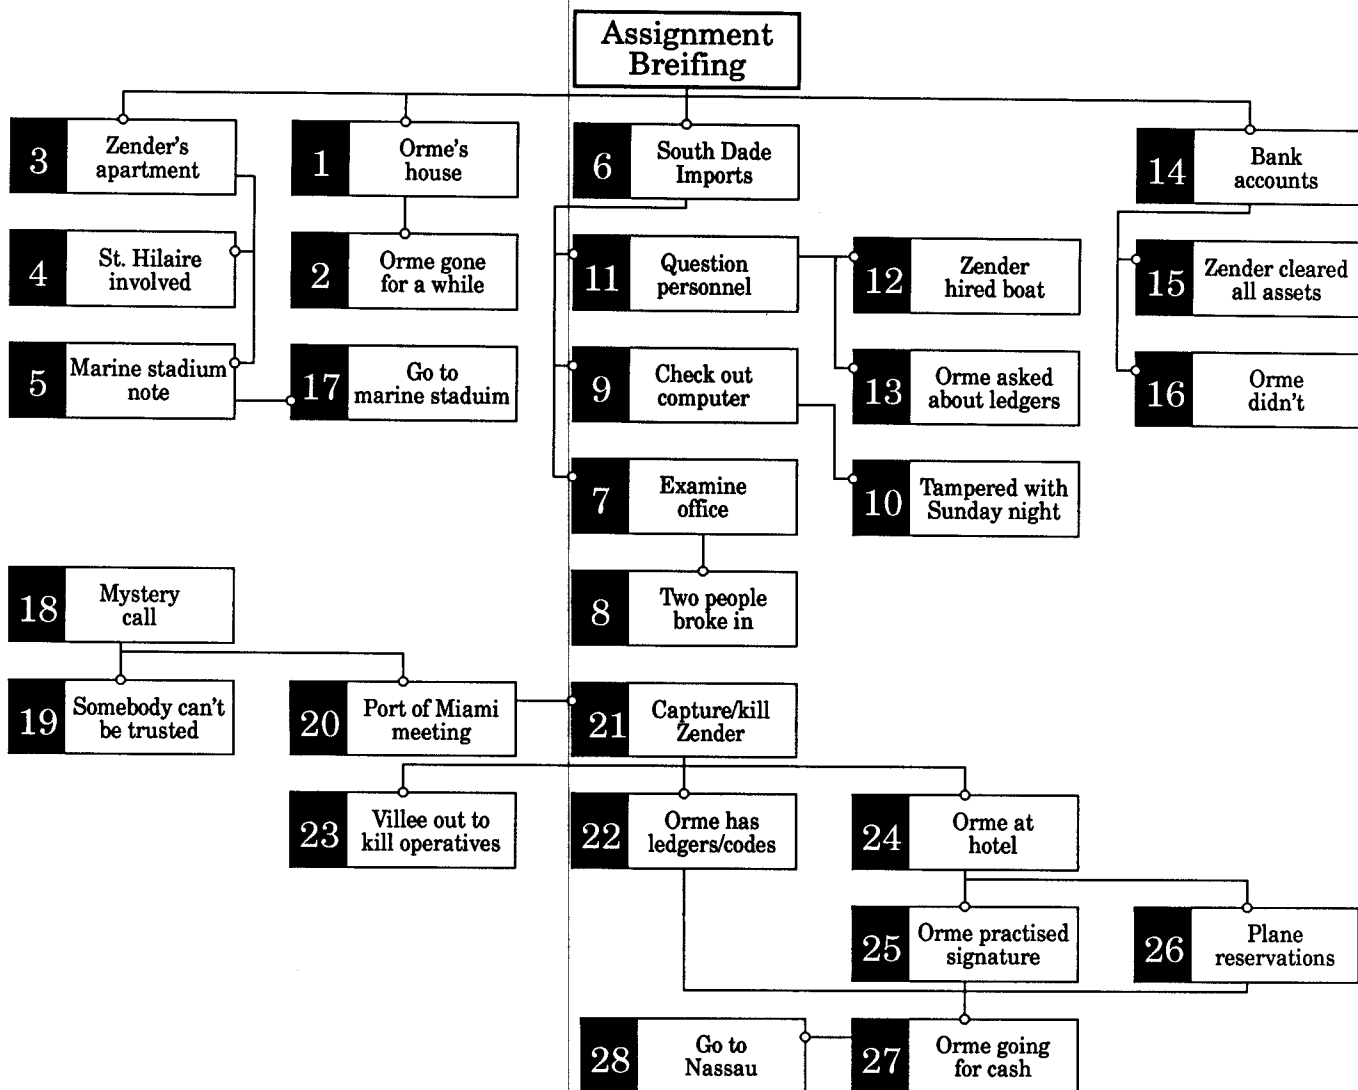 Assignment
Breifing
3
Zender's
apartment
1
Orme's
house
6
South Dade
Imports
14
Bank
accounts
4
St. Hilaire
involved
2
Orme gone
for a while
11
Question
personnel
12
Zender
hired boat
15
Zender cleared
all assets
5
Marine stadium
note
17
Go to
marine staduim
9
Check out
computer
13
Orme asked
about ledgers
16
Orme
didn't
7
Examine
office
10
Tampered with
Sunday night
18
Mystery
call
8
Two people
broke in
19
Somebody can't
be trusted
20
Port of Miami
meeting
21
Capture/kill
Zender
23
Villee out to
kill operatives
22
Orme has
ledgers/codes
24
Orme at
hotel
25
Orme practised
signature
26
Plane
reservations
28
Go to
Nassau
27
Orme going
for cash